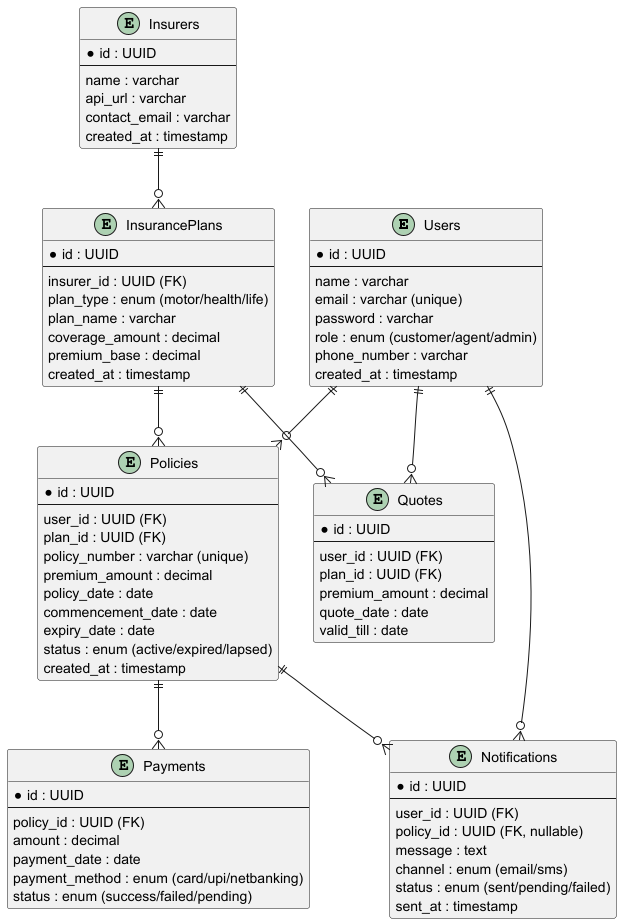 E Insurers
* id : UUID
name : varchar
api_url : varchar
contact_email : varchar
created_at : timestamp
E InsurancePlans
* id : UUID
insurer_id : UUID (FK)
plan_type : enum (motor/health/life)
plan_name : varchar
coverage_amount : decimal
premium_base : decimal
created_at : timestamp
E Users
* id : UUID
name : varchar
email : varchar (unique)
password : varchar
role : enum (customer/agent/admin)
phone_number : varchar
created_at : timestamp
E Policies
* id : UUID
user_id : UUID (FK)
plan_id : UUID (FK)
policy_number : varchar (unique)
premium_amount : decimal
policy_date : date
commencement_date : date
expiry_date : date
status : enum (active/expired/lapsed)
created_at : timestamp
E Quotes
* id : UUID
user_id : UUID (FK)
plan_id : UUID (FK)
premium_amount : decimal
quote_date : date
valid_till : date
E Payments
* id : UUID
policy_id : UUID (FK)
amount : decimal
payment_date : date
payment_method : enum (card/upi/netbanking)
status : enum (success/failed/pending)
E Notifications
* id : UUID
user_id : UUID (FK)
policy_id : UUID (FK, nullable)
message : text
channel : enum (email/sms)
status : enum (sent/pending/failed)
sent_at : timestamp